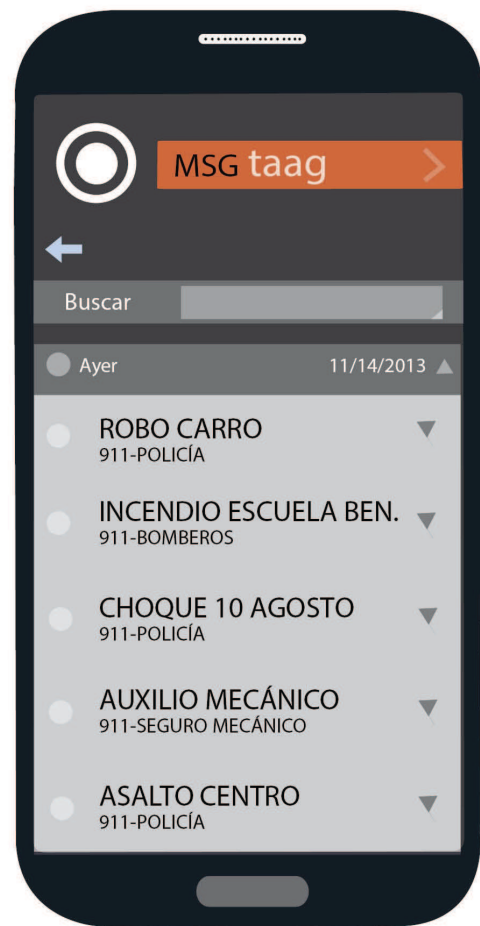 MSG taag
Buscar
Ayer 11/14/2013
ROBO CARRO
911-POLICÍA
INCENDIO ESCUELA BEN.
911-BOMBEROS
CHOQUE 10 AGOSTO
911-POLICÍA
AUXILIO MECÁNICO
911-SEGURO MECÁNICO
ASALTO CENTRO
911-POLICÍA